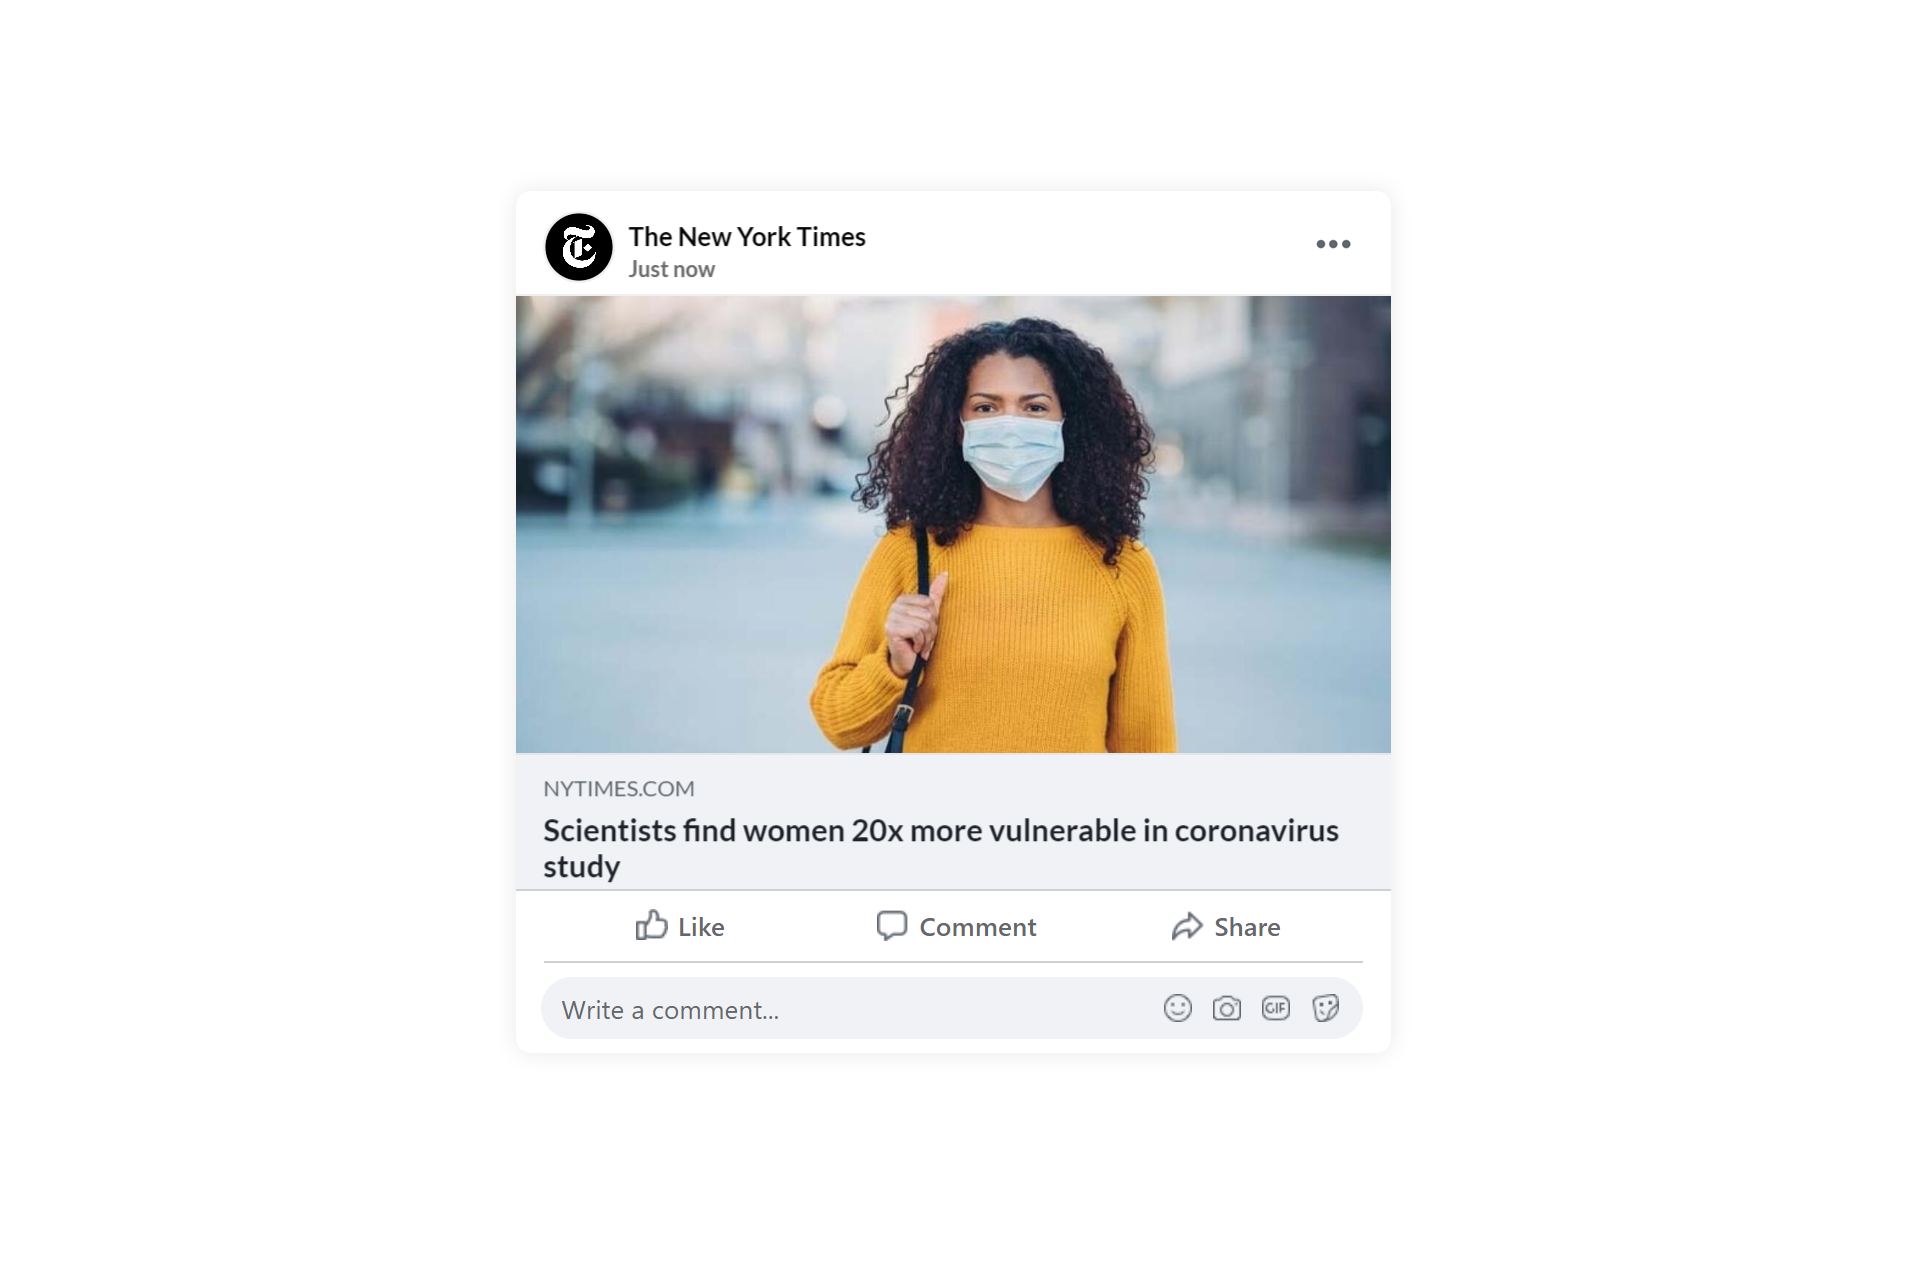 The New York Times
Just now
NYTIMES.COM
Scientists find women 20x more vulnerable in coronavirus
study
Like Comment Share
Write a comment...
GIF